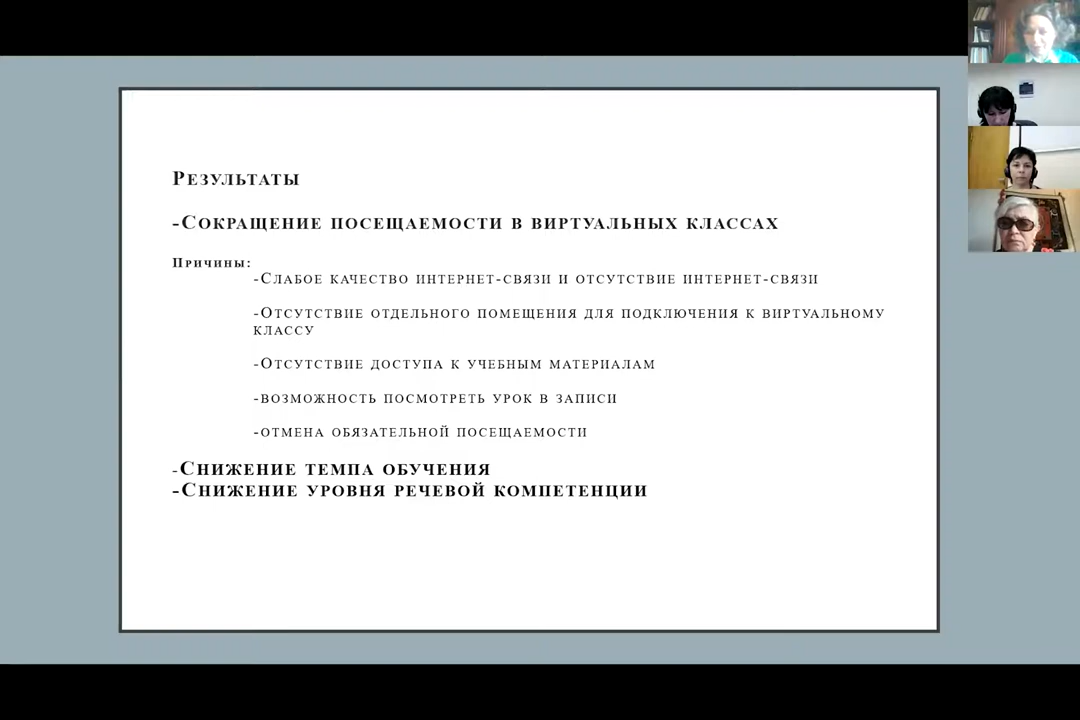 Результаты
-Сокращение посещаемости в виртуальных классах
Причины:
-Слабое качество интернет-связи и отсутствие интернет-связи
-Отсутствие отдельного помещения для подключения к виртуальному
классу
-Отсутствие доступа к учебным материалам
-возможность посмотреть урок в записи
-отмена обязательной посещаемости
-Снижение темпа обучения
-Снижение уровня речевой компетенции